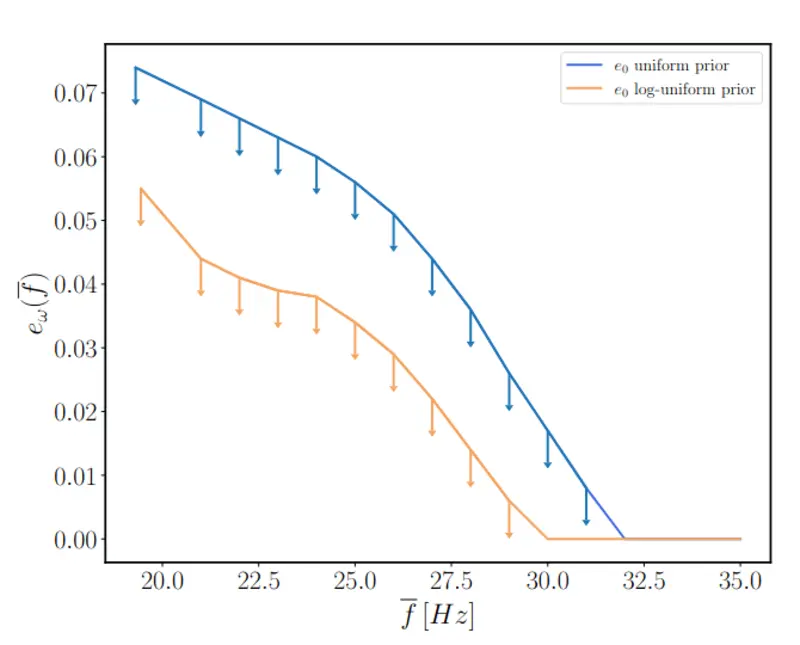 e₀ uniform prior
e₀ log-uniform prior
0.07
0.06
0.05
0.04
0.03
0.02
0.01
0.00
e_ω(f̅)
20.0 22.5 25.0 27.5 30.0 32.5 35.0
f̅ [Hz]